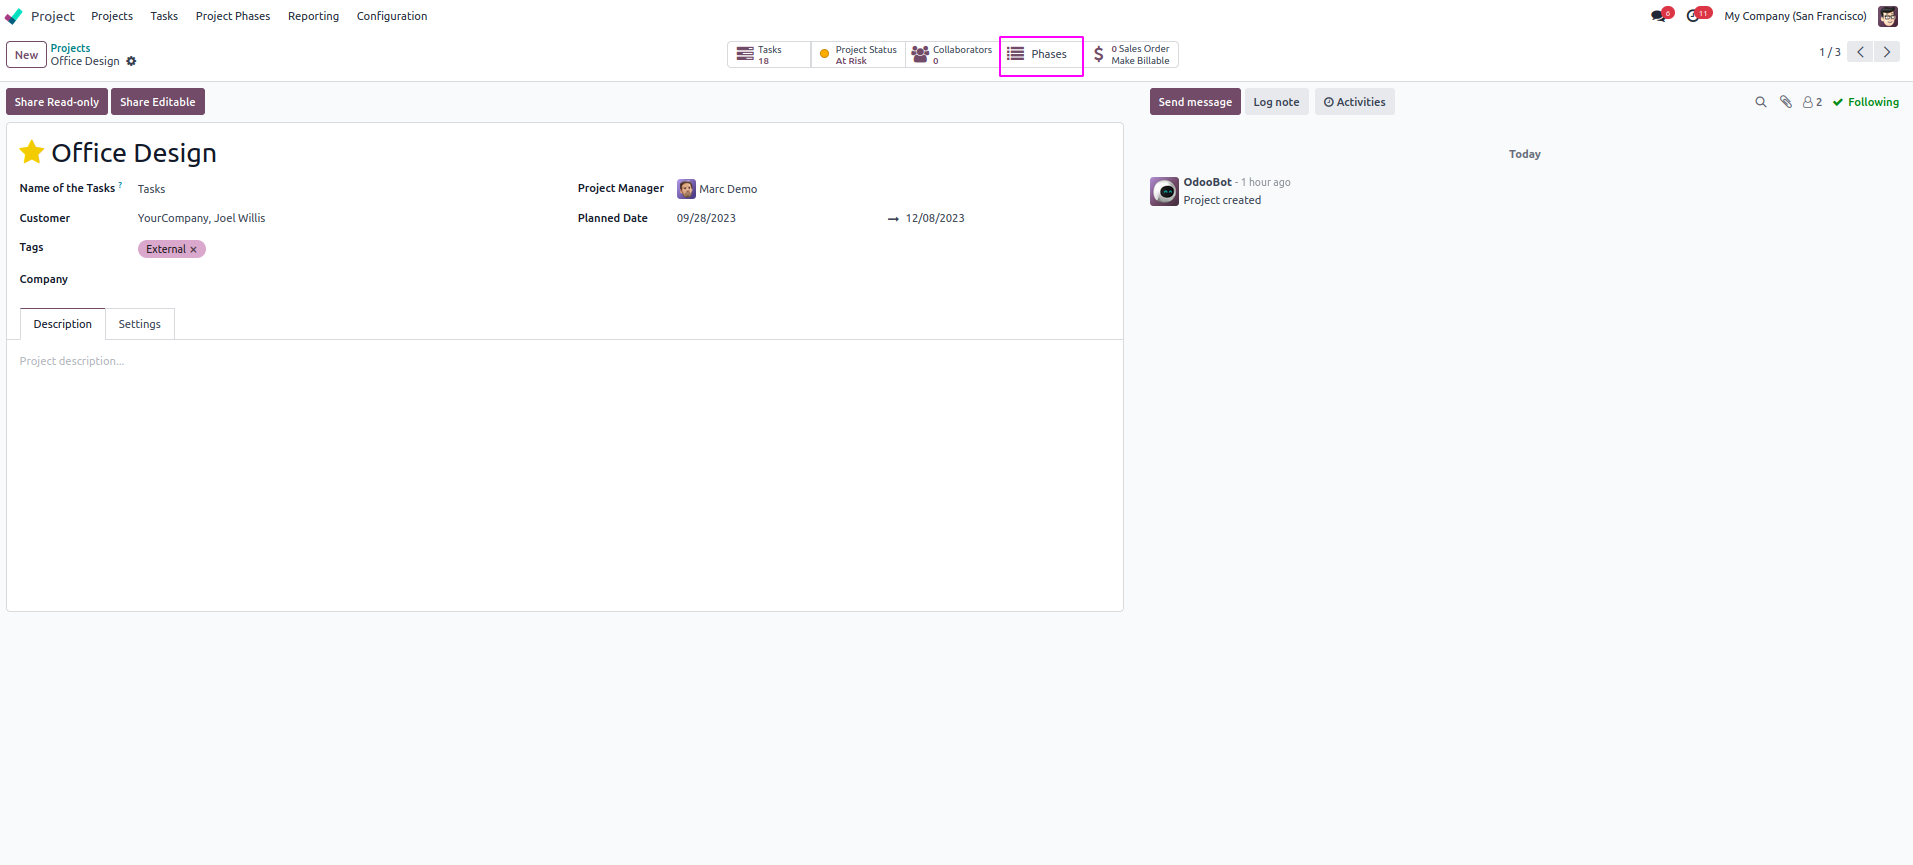 Project Projects Tasks Project Phases Reporting Configuration 6 11 My Company (San Francisco)
New Projects
Office Design
Tasks
18
Project Status
At Risk
Collaborators
0
Phases
0 Sales Order
Make Billable
1 / 3
Share Read-only Share Editable
Send message Log note Activities 2 Following
Office Design
Name of the Tasks ? Tasks
Project Manager Marc Demo
Customer YourCompany, Joel Willis
Planned Date 09/28/2023 → 12/08/2023
Tags External ×
Company
Description Settings
Project description...
Today
OdooBot - 1 hour ago
Project created